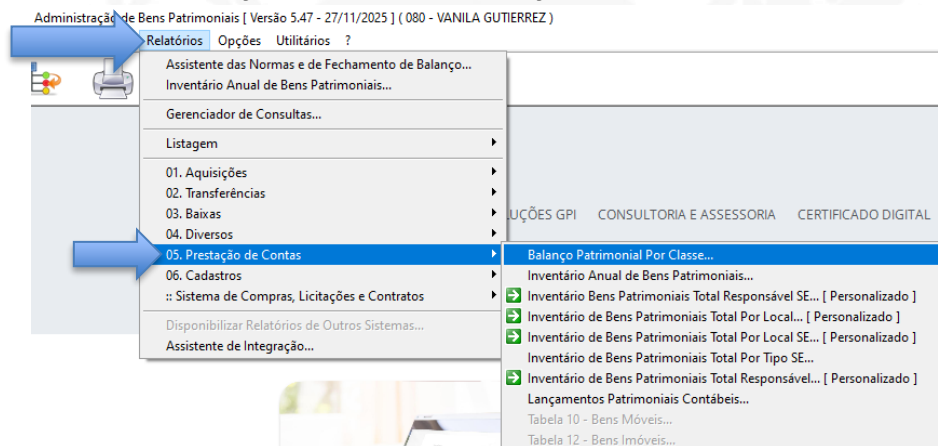 Administração de Bens Patrimoniais [ Versão 5.47 - 27/11/2025 ] ( 080 - VANILA GUTIERREZ )
Relatórios Opções Utilitários ?
Assistente das Normas e de Fechamento de Balanço...
Inventário Anual de Bens Patrimoniais...
Gerenciador de Consultas...
Listagem
01. Aquisições
02. Transferências
03. Baixas
04. Diversos
05. Prestação de Contas
06. Cadastros
:: Sistema de Compras, Licitações e Contratos
Disponibilizar Relatórios de Outros Sistemas...
Assistente de Integração...
LUÇÕES GPI CONSULTORIA E ASSESSORIA CERTIFICADO DIGITAL
Balanço Patrimonial Por Classe...
Inventário Anual de Bens Patrimoniais...
Inventário Bens Patrimoniais Total Responsável SE... [ Personalizado ]
Inventário de Bens Patrimoniais Total Por Local... [ Personalizado ]
Inventário de Bens Patrimoniais Total Por Local SE... [ Personalizado ]
Inventário de Bens Patrimoniais Total Por Tipo SE...
Inventário de Bens Patrimoniais Total Responsável... [ Personalizado ]
Lançamentos Patrimoniais Contábeis...
Tabela 10 - Bens Móveis...
Tabela 12 - Bens Imóveis...